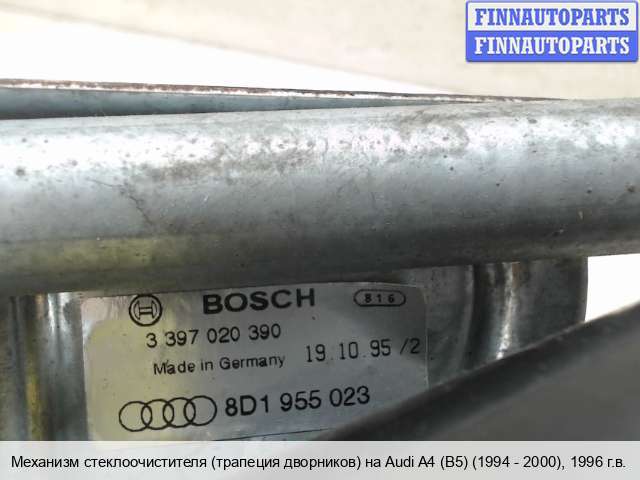 FINNAUTOPARTS
FINNAUTOPARTS
BOSCH 816
3 397 020 390
Made in Germany 19.10.95 /2
8D1 955 023
Механизм стеклоочистителя (трапеция дворников) на Audi A4 (B5) (1994 - 2000), 1996 г.в.